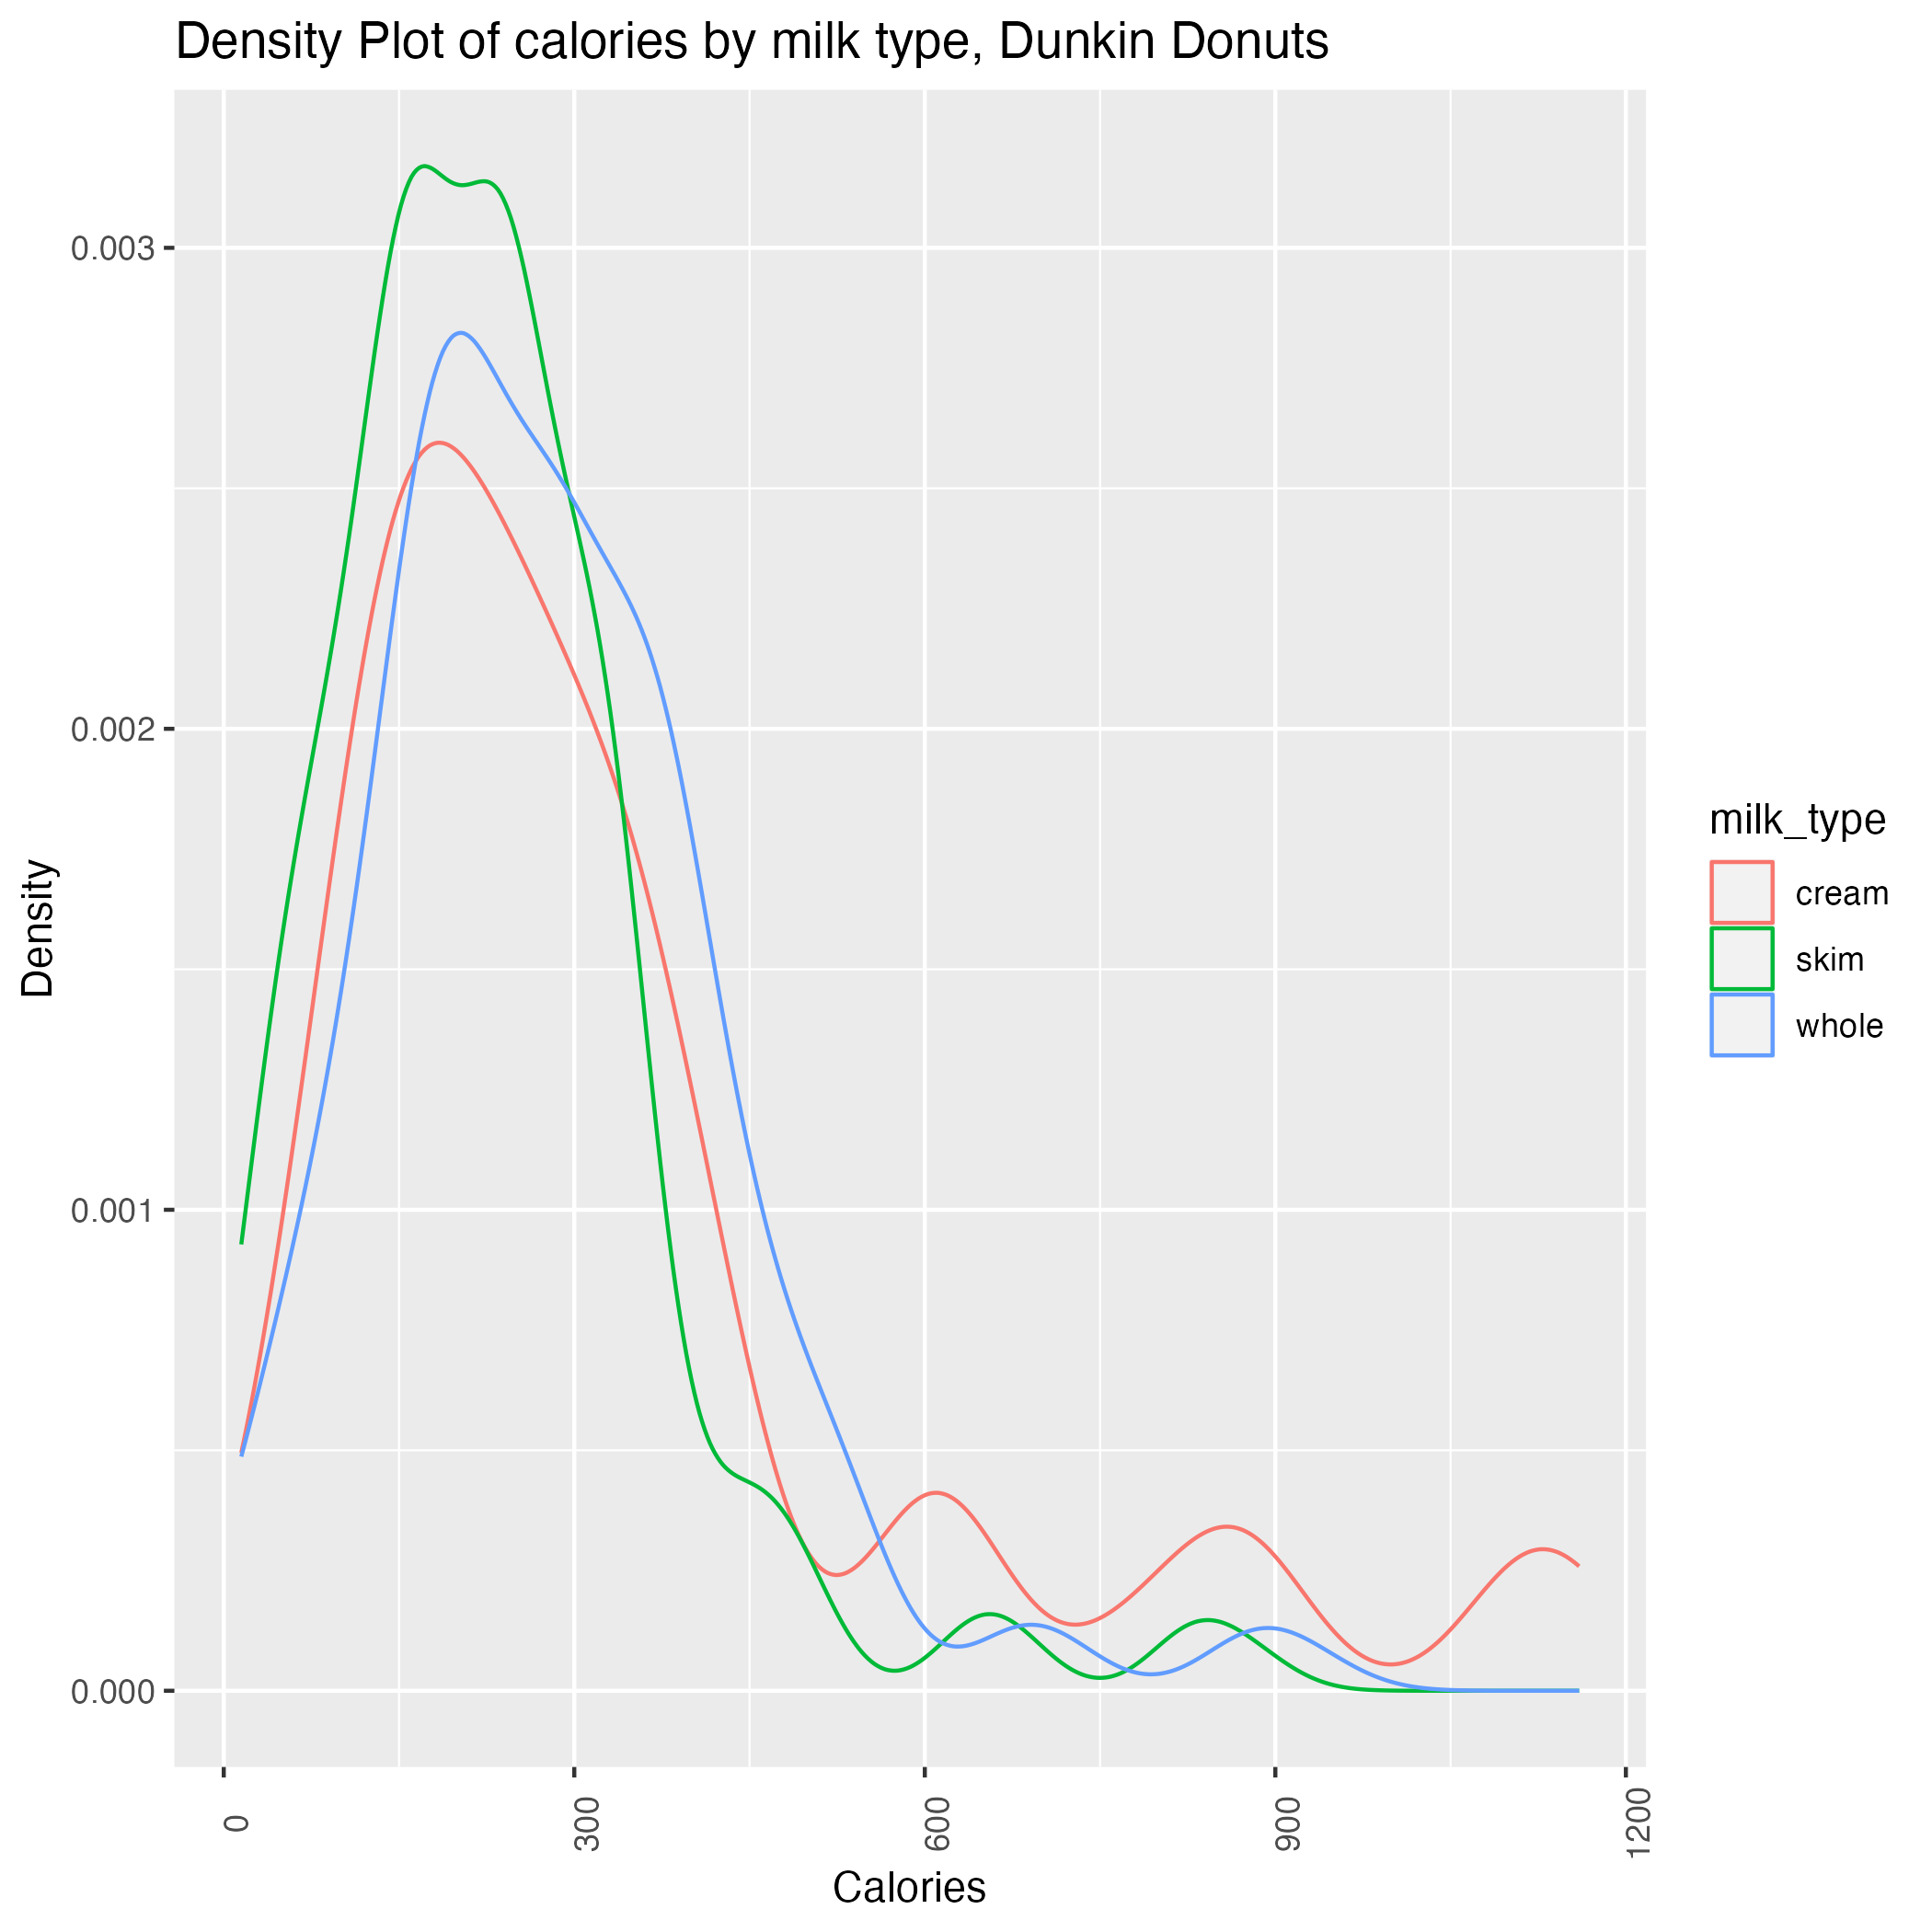 Density Plot of calories by milk type, Dunkin Donuts
0.003
0.002
0.001
0.000
Density
0
300
600
900
1200
Calories
milk_type
cream
skim
whole